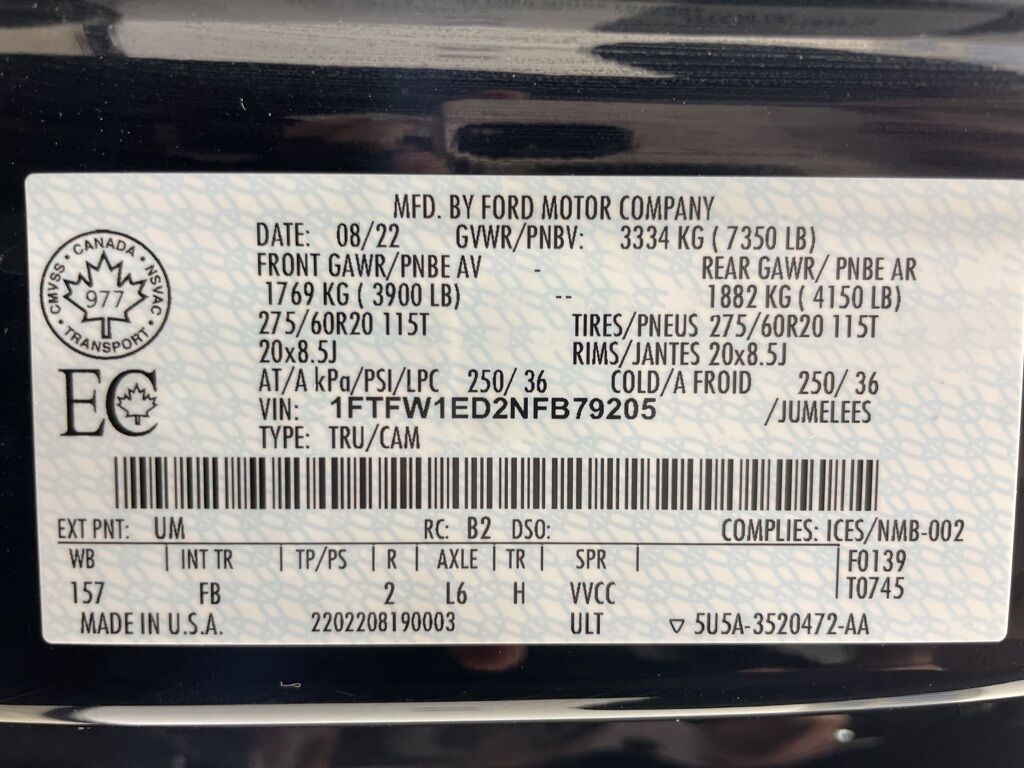 MFD. BY FORD MOTOR COMPANY
DATE: 08/22 GVWR/PNBV: 3334 KG ( 7350 LB)
FRONT GAWR/PNBE AV - REAR GAWR/ PNBE AR
1769 KG ( 3900 LB) -- 1882 KG ( 4150 LB)
275/60R20 115T TIRES/PNEUS 275/60R20 115T
20x8.5J RIMS/JANTES 20x8.5J
AT/A kPa/PSI/LPC 250/ 36 COLD/A FROID 250/ 36
VIN: 1FTFW1ED2NFB79205 /JUMELEES
TYPE: TRU/CAM
CANADA
CMVSS NSVAC
977
TRANSPORT
EC
EXT PNT: UM RC: B2 DSO: COMPLIES: ICES/NMB-002
WB | INT TR | TP/PS | R | AXLE | TR | SPR | F0139
157 FB 2 L6 H VVCC T0745
MADE IN U.S.A. 2202208190003 ULT ▽ 5U5A-3520472-AA